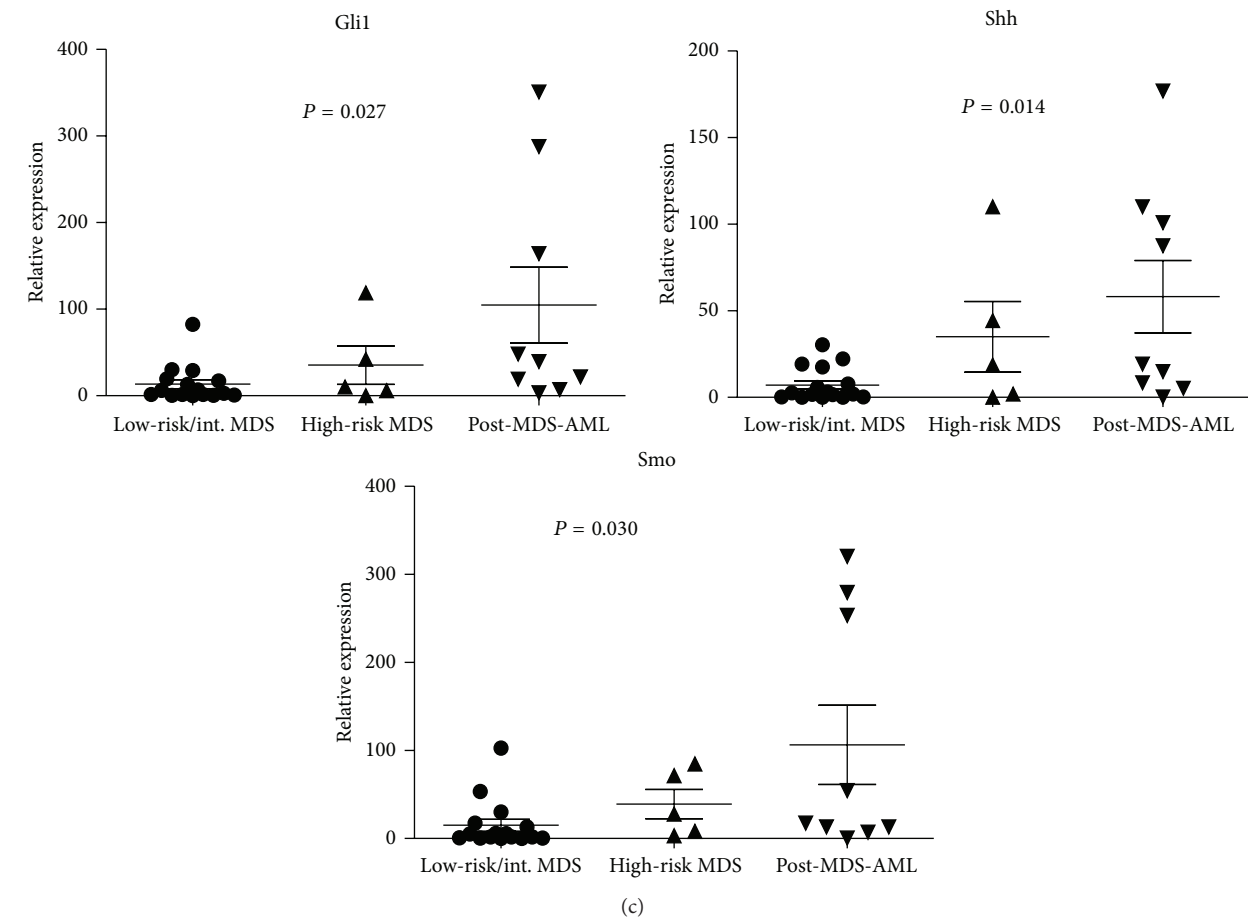 Gli1
400
300
200
100
0
Relative expression
P = 0.027
Low-risk/int. MDS
High-risk MDS
Post-MDS-AML
Shh
200
150
100
50
0
Relative expression
P = 0.014
Low-risk/int. MDS
High-risk MDS
Post-MDS-AML
Smo
400
300
200
100
0
Relative expression
P = 0.030
Low-risk/int. MDS
High-risk MDS
Post-MDS-AML
(c)